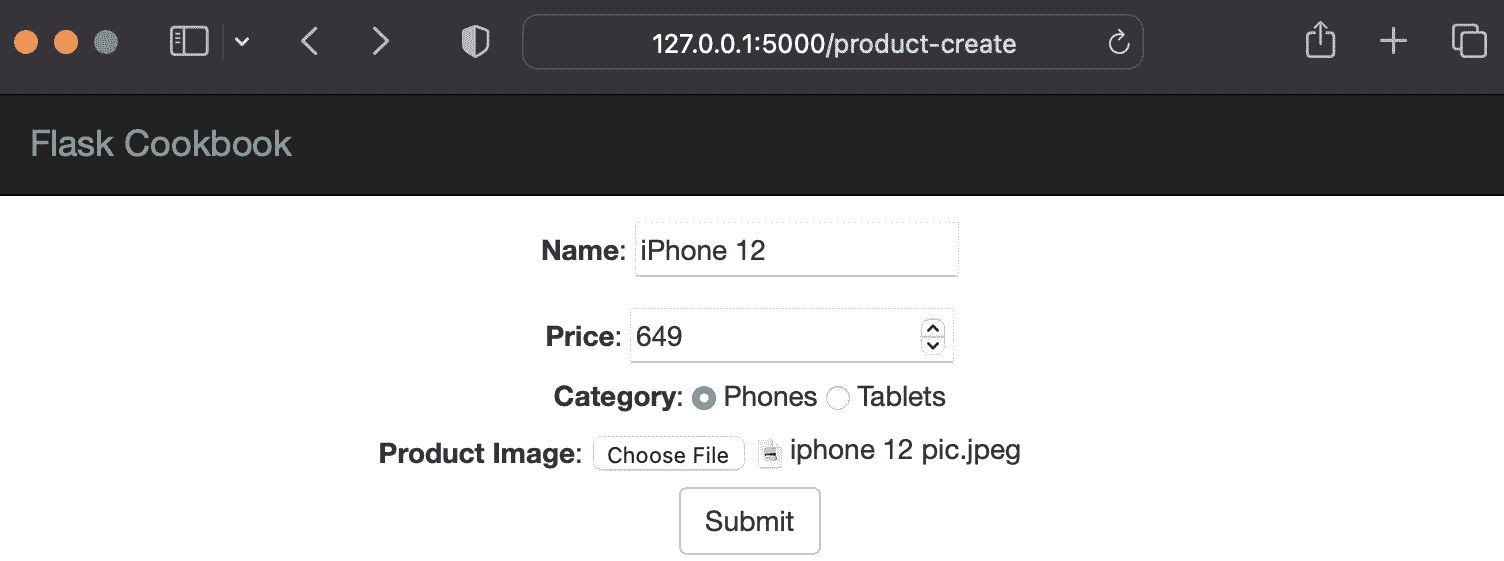 127.0.0.1:5000/product-create
Flask Cookbook
Name: iPhone 12
Price: 649
Category: Phones Tablets
Product Image: Choose File iphone 12 pic.jpeg
Submit